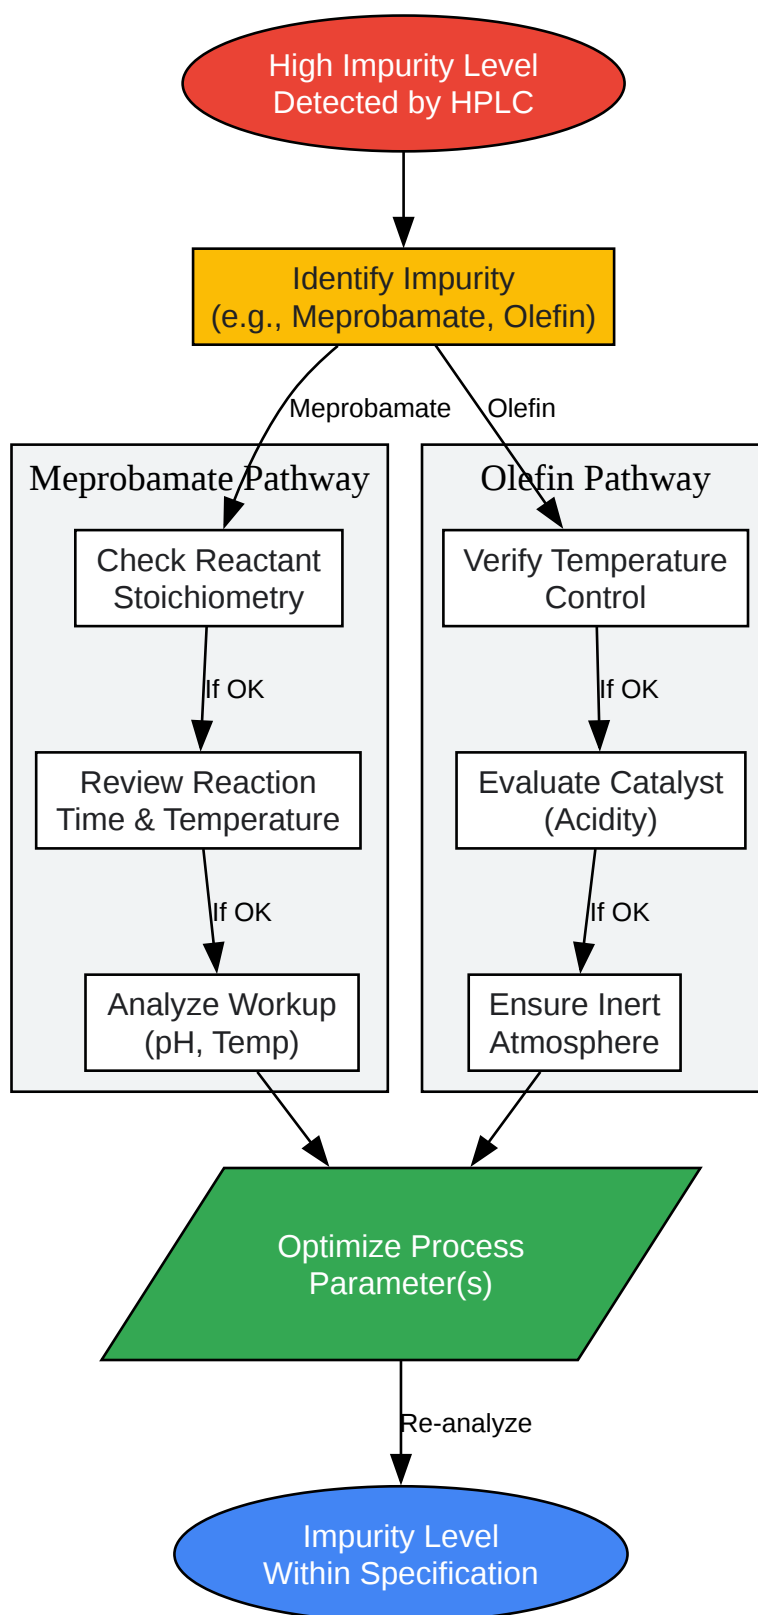 High Impurity Level
Detected by HPLC
Identify Impurity
(e.g., Meprobamate, Olefin)
Meprobamate
Olefin
Meprobamate Pathway
Check Reactant
Stoichiometry
If OK
Review Reaction
Time & Temperature
If OK
Analyze Workup
(pH, Temp)
Olefin Pathway
Verify Temperature
Control
If OK
Evaluate Catalyst
(Acidity)
If OK
Ensure Inert
Atmosphere
Optimize Process
Parameter(s)
Re-analyze
Impurity Level
Within Specification